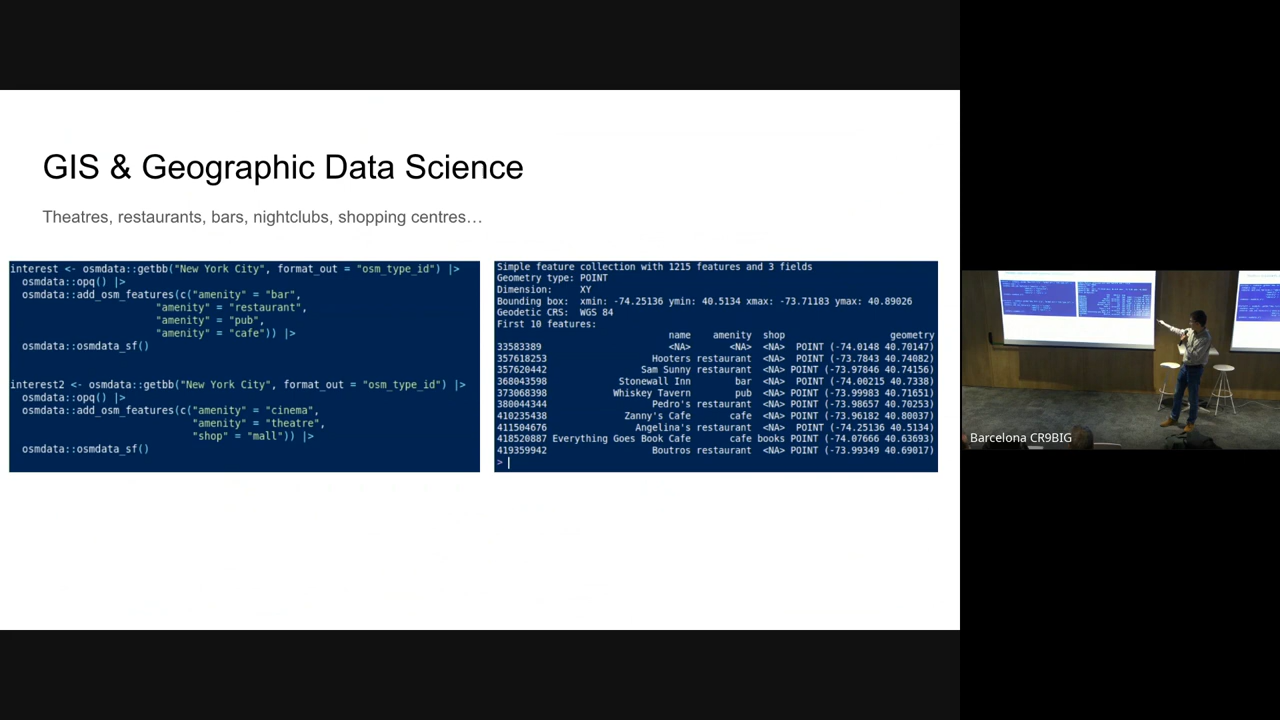 GIS & Geographic Data Science
Theatres, restaurants, bars, nightclubs, shopping centres…
interest <- osmdata::getbb("New York City", format_out = "osm_type_id") |>
osmdata::opq() |>
osmdata::add_osm_features(c("amenity" = "bar",
"amenity" = "restaurant",
"amenity" = "pub",
"amenity" = "cafe")) |>
osmdata::osmdata_sf()
interest2 <- osmdata::getbb("New York City", format_out = "osm_type_id") |>
osmdata::opq() |>
osmdata::add_osm_features(c("amenity" = "cinema",
"amenity" = "theatre",
"shop" = "mall")) |>
osmdata::osmdata_sf()
Simple feature collection with 1215 features and 3 fields
Geometry type: POINT
Dimension: XY
Bounding box: xmin: -74.25136 ymin: 40.5134 xmax: -73.71183 ymax: 40.89026
Geodetic CRS: WGS 84
First 10 features:
name amenity shop geometry
33583389 <NA> <NA> <NA> POINT (-74.0148 40.70147)
357618253 Hooters restaurant <NA> POINT (-73.7843 40.74082)
357620442 Sam Sunny restaurant <NA> POINT (-73.97846 40.74156)
368043598 Stonewall Inn bar <NA> POINT (-74.00215 40.7338)
373068398 Whiskey Tavern pub <NA> POINT (-73.99983 40.71651)
380044344 Pedro's restaurant <NA> POINT (-73.98657 40.70253)
410235438 Zanny's Cafe cafe <NA> POINT (-73.96182 40.80037)
411504676 Angelina's restaurant <NA> POINT (-74.25136 40.5134)
418520887 Everything Goes Book Cafe cafe books POINT (-74.07666 40.63693)
419359942 Boutros restaurant <NA> POINT (-73.99349 40.69017)
>
Barcelona CR9BIG